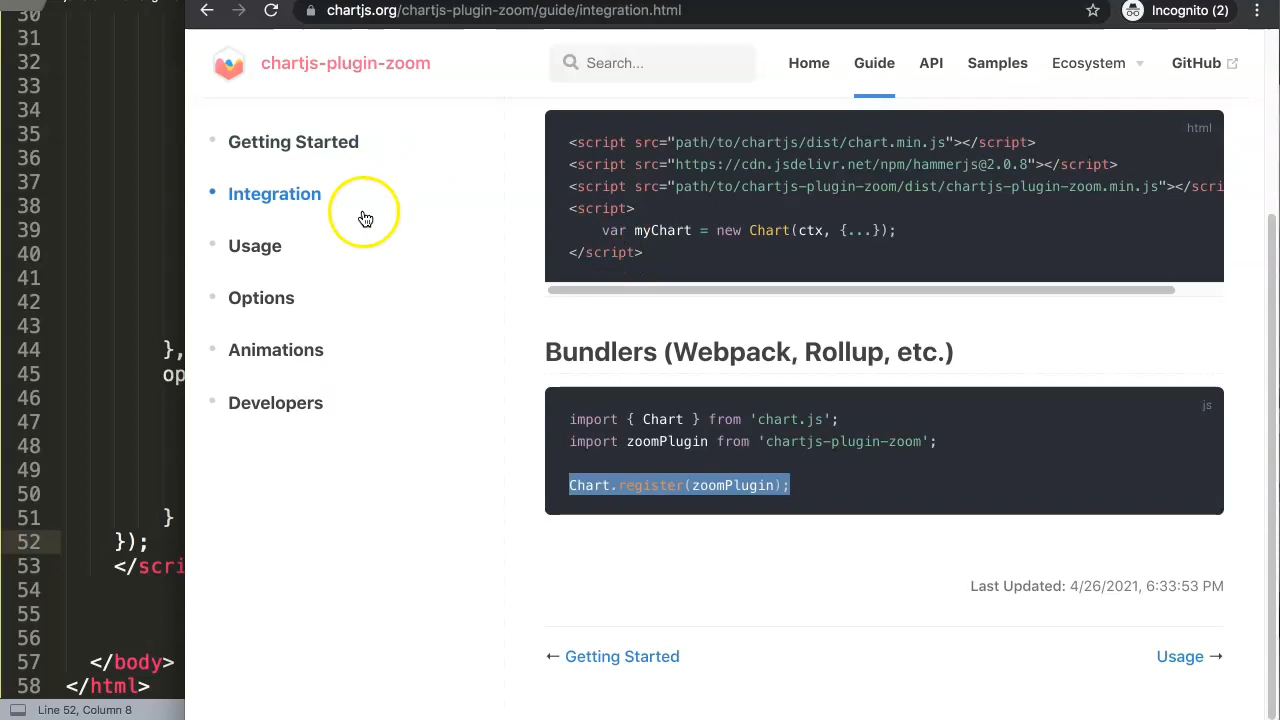 30
31
32
33
34
35
36
37
38
39
40
41
42
43
44 },
45 op
46
47
48
49
50
51 }
52 });
53 </scri
54
55
56
57 </body>
58 </html>
Line 52, Column 8
chartjs.org/chartjs-plugin-zoom/guide/integration.html
Incognito (2)
chartjs-plugin-zoom
Search...
Home
Guide
API
Samples
Ecosystem
GitHub
Getting Started
Integration
Usage
Options
Animations
Developers
html
<script src="path/to/chartjs/dist/chart.min.js"></script>
<script src="https://cdn.jsdelivr.net/npm/hammerjs@2.0.8"></script>
<script src="path/to/chartjs-plugin-zoom/dist/chartjs-plugin-zoom.min.js"></scri
<script>
var myChart = new Chart(ctx, {...});
</script>
Bundlers (Webpack, Rollup, etc.)
js
import { Chart } from 'chart.js';
import zoomPlugin from 'chartjs-plugin-zoom';
Chart.register(zoomPlugin);
Last Updated: 4/26/2021, 6:33:53 PM
← Getting Started
Usage →